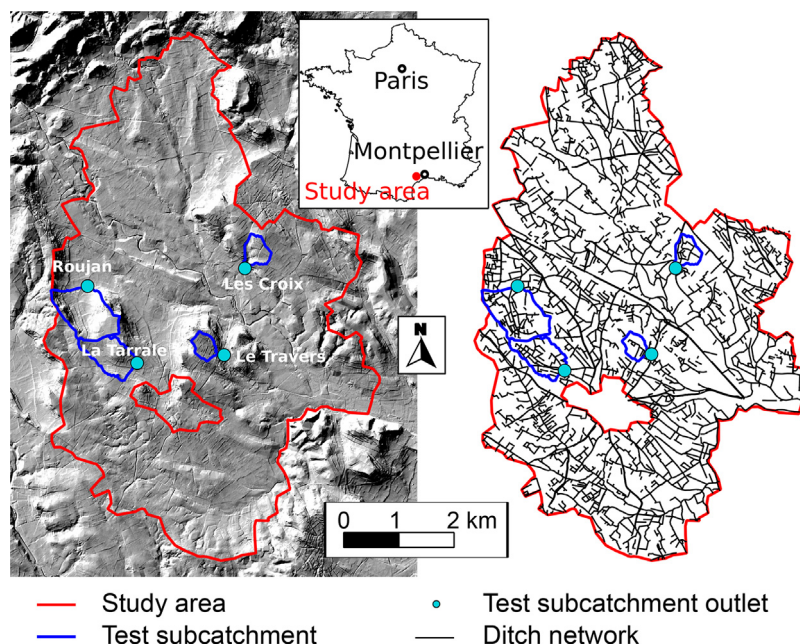 Paris
Montpellier
Study area
Roujan
Les Croix
La Tarrale
Le Travers
N
0 1 2 km
Study area
Test subcatchment outlet
Test subcatchment
Ditch network